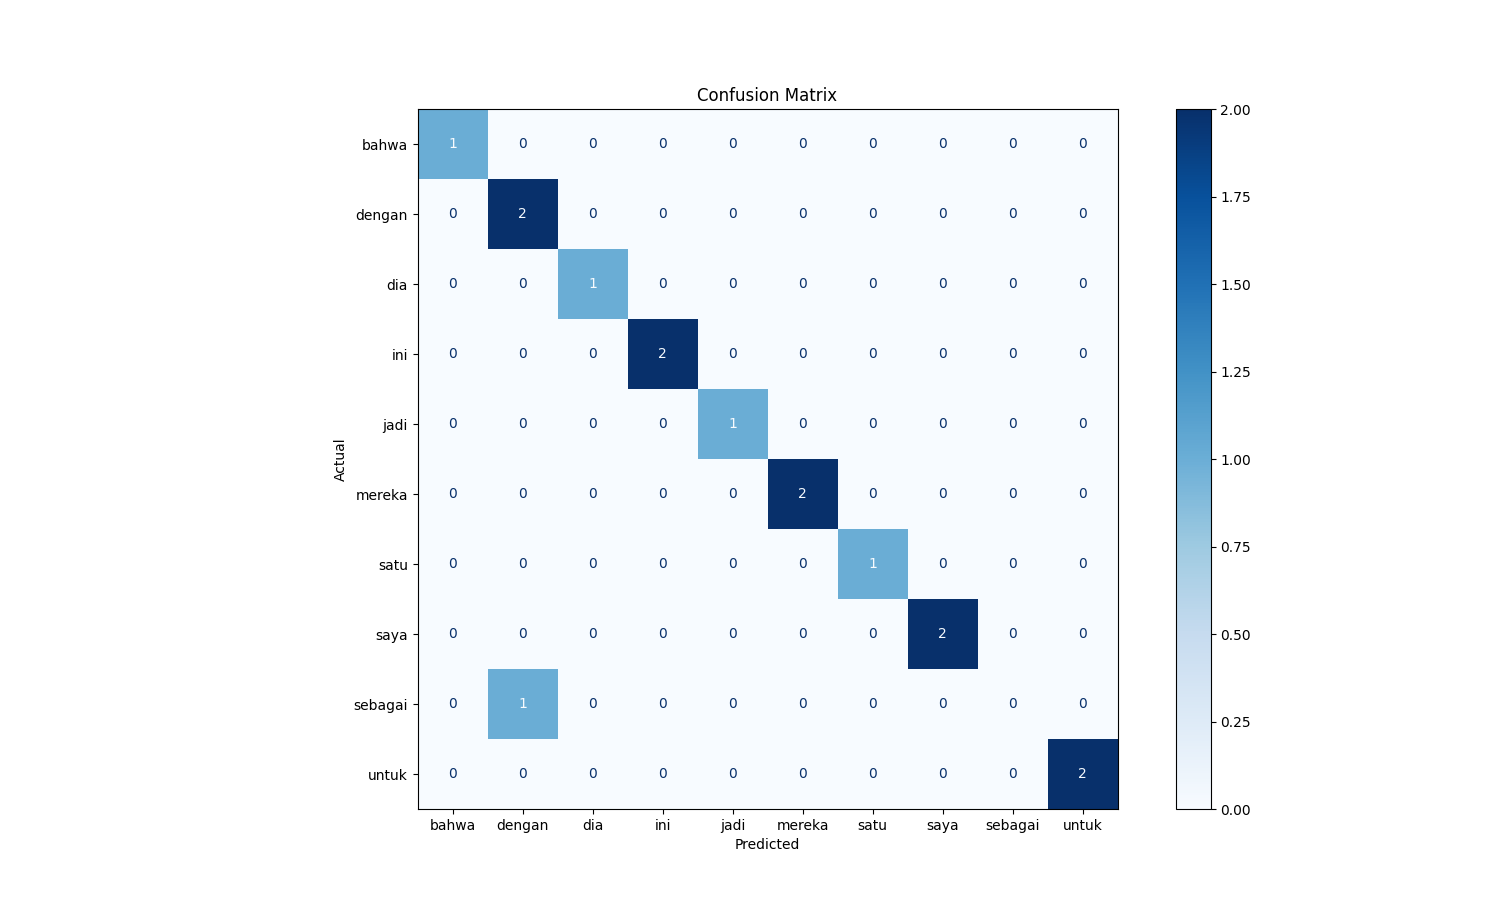 Confusion Matrix
bahwa 1 0 0 0 0 0 0 0 0 0
dengan 0 2 0 0 0 0 0 0 0 0
dia 0 0 1 0 0 0 0 0 0 0
ini 0 0 0 2 0 0 0 0 0 0
jadi 0 0 0 0 1 0 0 0 0 0
mereka 0 0 0 0 0 2 0 0 0 0
satu 0 0 0 0 0 0 1 0 0 0
saya 0 0 0 0 0 0 0 2 0 0
sebagai 0 1 0 0 0 0 0 0 0 0
untuk 0 0 0 0 0 0 0 0 0 2
bahwa dengan dia ini jadi mereka satu saya sebagai untuk
Predicted
Actual
2.00
1.75
1.50
1.25
1.00
0.75
0.50
0.25
0.00